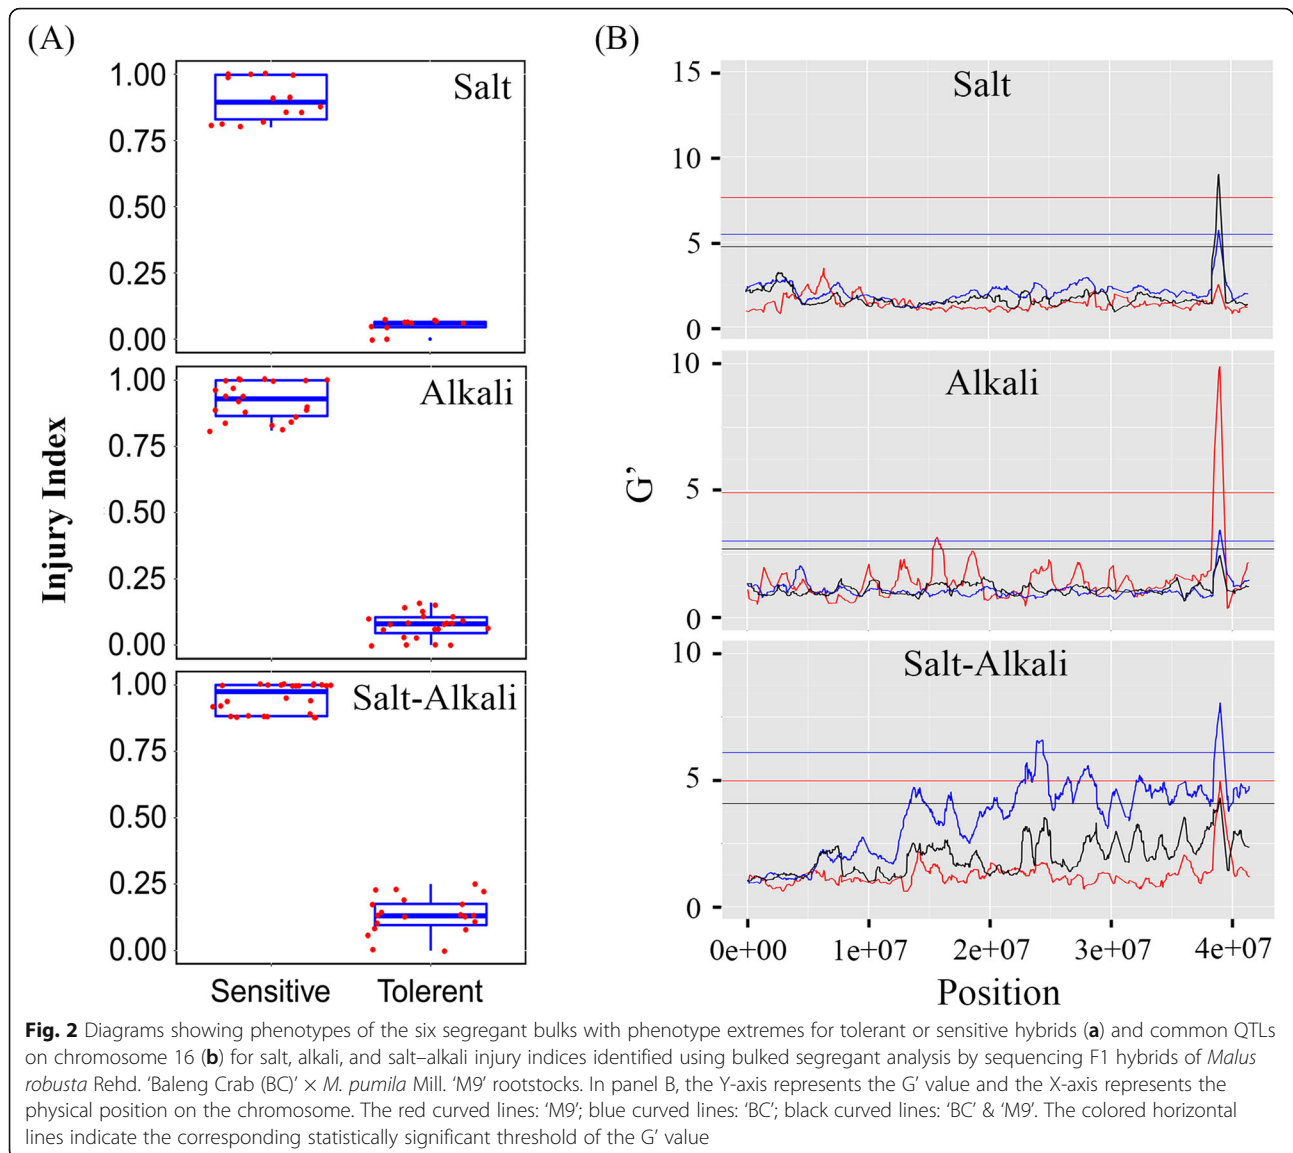 (A)
Injury Index
1.00
0.75
0.50
0.25
0.00
Salt
1.00
0.75
0.50
0.25
0.00
Alkali
1.00
0.75
0.50
0.25
0.00
Salt-Alkali
Sensitive
Tolerent
(B)
G’
15
10
5
0
Salt
10
5
0
Alkali
10
5
0
Salt-Alkali
0e+00
1e+07
2e+07
3e+07
4e+07
Position
Fig. 2 Diagrams showing phenotypes of the six segregant bulks with phenotype extremes for tolerant or sensitive hybrids (a) and common QTLs
on chromosome 16 (b) for salt, alkali, and salt–alkali injury indices identified using bulked segregant analysis by sequencing F1 hybrids of Malus
robusta Rehd. ‘Baleng Crab (BC)’ × M. pumila Mill. ‘M9’ rootstocks. In panel B, the Y-axis represents the G’ value and the X-axis represents the
physical position on the chromosome. The red curved lines: ‘M9’; blue curved lines: ‘BC’; black curved lines: ‘BC’ & ‘M9’. The colored horizontal
lines indicate the corresponding statistically significant threshold of the G’ value